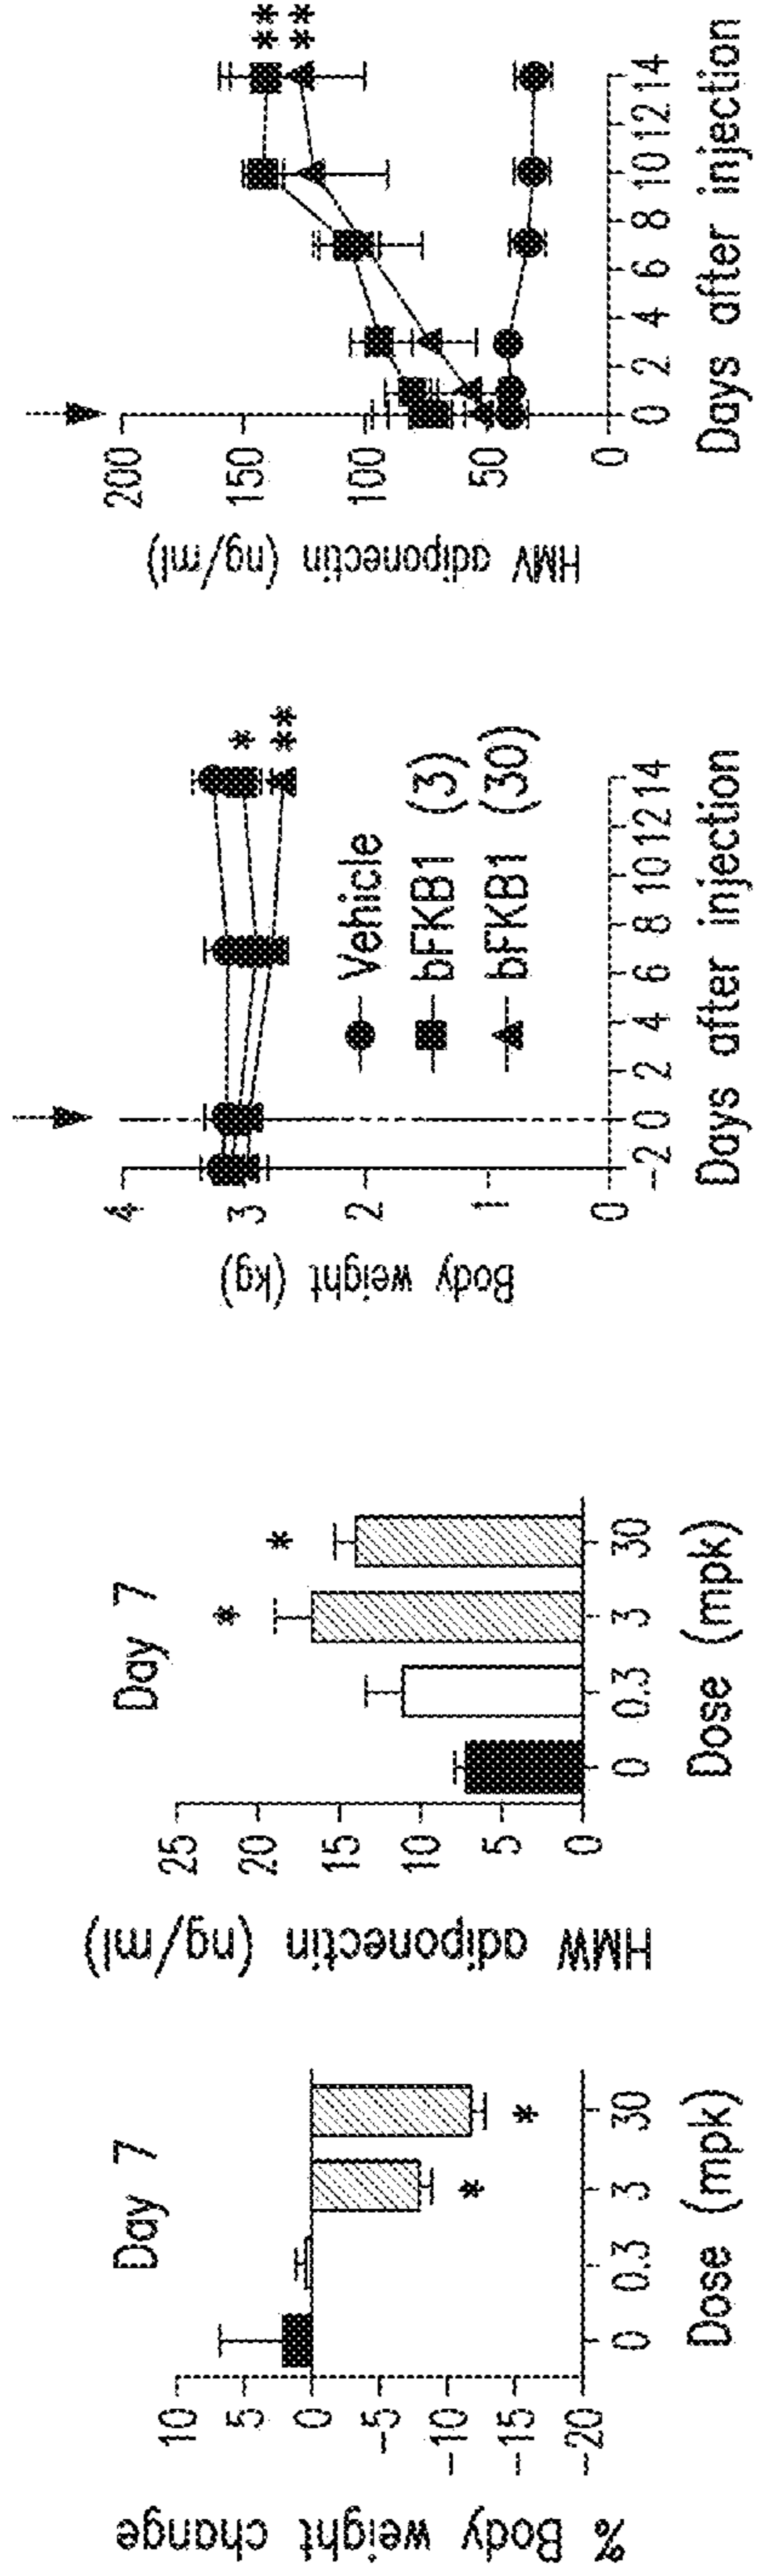 Day 7
% Body weight change
10
5
0
-5
-10
-15
-20
*
*
0 0.3 3 30
Dose (mpk)
Day 7
HMW adiponectin (ng/ml)
25
20
15
10
5
0
*
*
0 0.3 3 30
Dose (mpk)
Body weight (kg)
4
3
2
1
0
*
**
Vehicle
bFKB1 (3)
bFKB1 (30)
-2 0 2 4 6 8 10 12 14
Days after injection
HMV adiponectin (ng/ml)
200
150
100
50
0
**
**
0 2 4 6 8 10 12 14
Days after injection